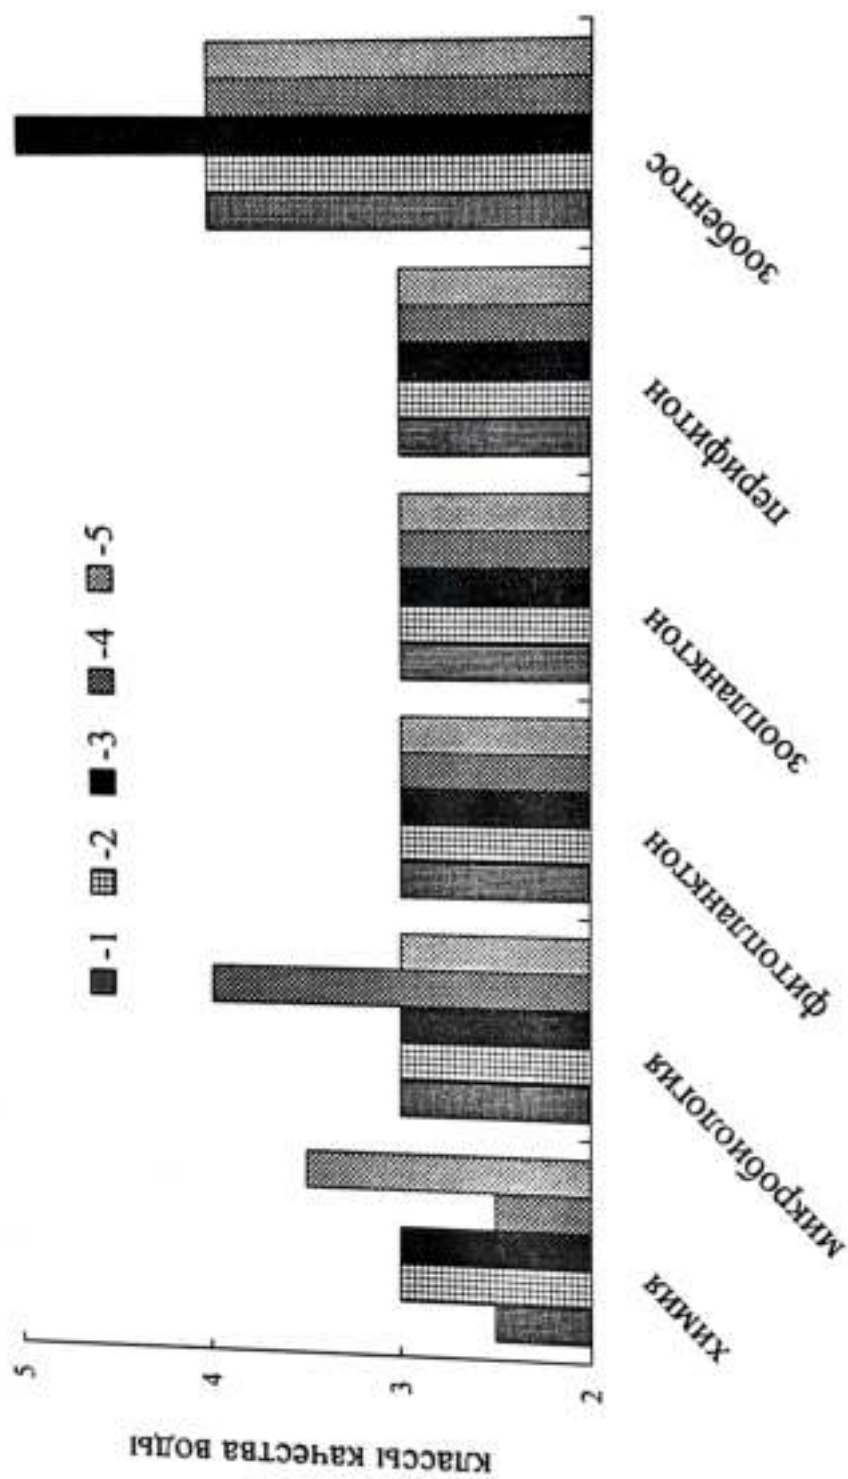 КЛАССЫ КАЧЕСТВА ВОДЫ
5
4
3
2
-1 -2 -3 -4 -5
химия
микробиология
фитопланктон
зоопланктон
перифитон
зообентос